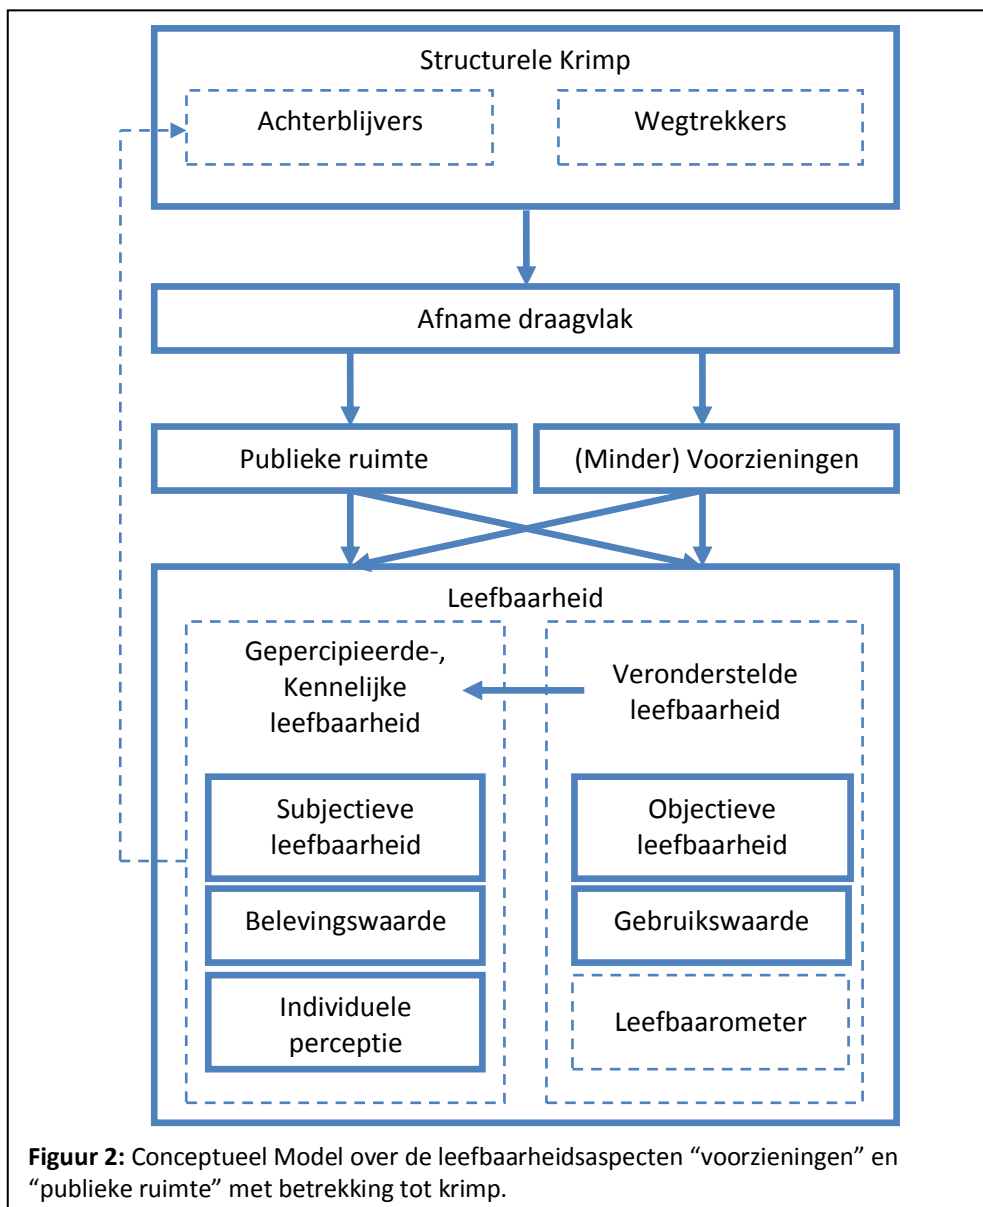 Structurele Krimp
Achterblijvers
Wegtrekkers
Afname draagvlak
Publieke ruimte
(Minder) Voorzieningen
Leefbaarheid
Gepercipieerde-,
Kennelijke
leefbaarheid
Veronderstelde
leefbaarheid
Subjectieve
leefbaarheid
Objectieve
leefbaarheid
Belevingswaarde
Gebruikswaarde
Individuele
perceptie
Leefbaarometer
Figuur 2: Conceptueel Model over de leefbaarheidsaspecten “voorzieningen” en
“publieke ruimte” met betrekking tot krimp.